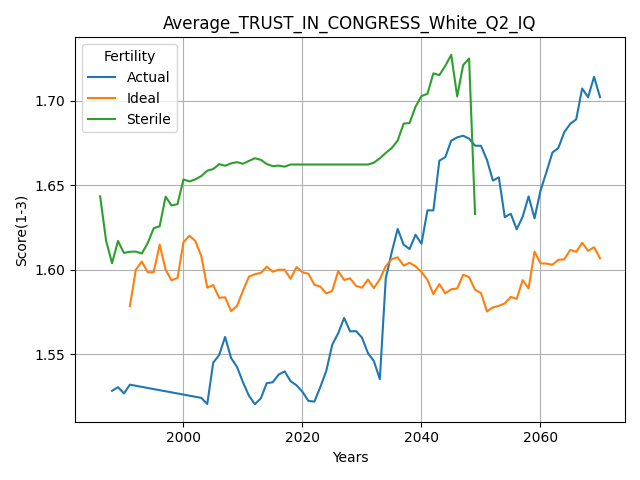 Average_TRUST_IN_CONGRESS_White_Q2_IQ
Fertility
Actual
Ideal
Sterile
Score(1-3)
1.70
1.65
1.60
1.55
2000
2020
2040
2060
Years